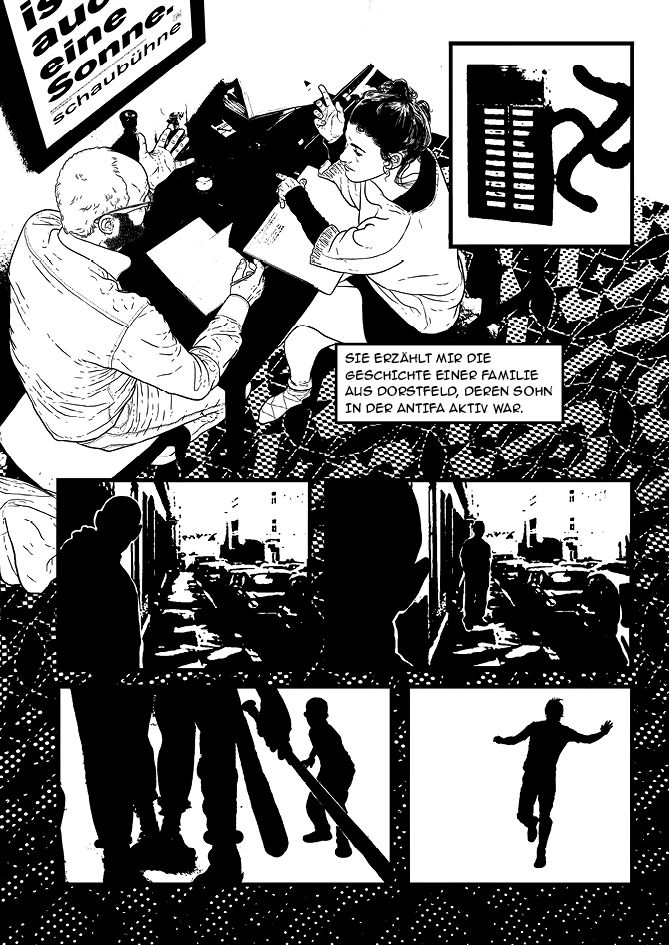 is
auch
eine
Sonne.
schaubühne
SIE ERZÄHLT MIR DIE
GESCHICHTE EINER FAMILIE
AUS DORSTFELD, DEREN SOHN
IN DER ANTIFA AKTIV WAR.